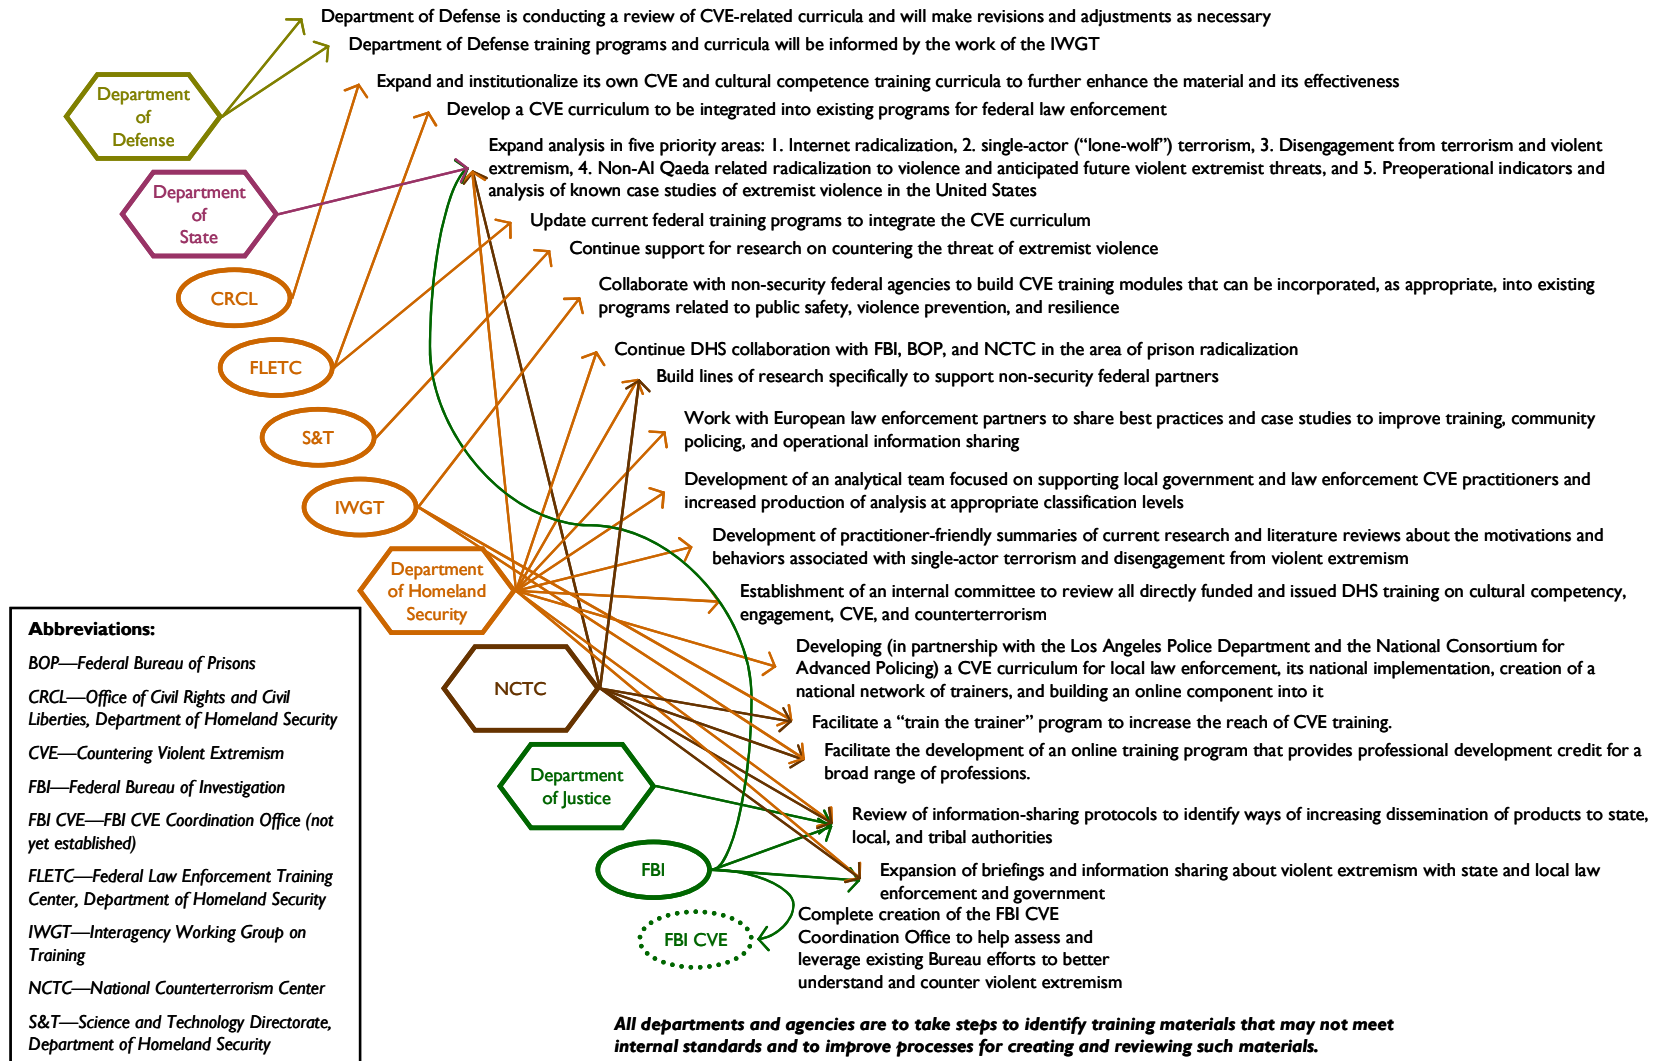 Department of Defense is conducting a review of CVE-related curricula and will make revisions and adjustments as necessary
Department of Defense training programs and curricula will be informed by the work of the IWGT
Department
of
Defense
Expand and institutionalize its own CVE and cultural competence training curricula to further enhance the material and its effectiveness
Develop a CVE curriculum to be integrated into existing programs for federal law enforcement
Expand analysis in five priority areas: 1. Internet radicalization, 2. single-actor (“lone-wolf”) terrorism, 3. Disengagement from terrorism and violent
extremism, 4. Non-Al Qaeda related radicalization to violence and anticipated future violent extremist threats, and 5. Preoperational indicators and
analysis of known case studies of extremist violence in the United States
Department
of
State
Update current federal training programs to integrate the CVE curriculum
Continue support for research on countering the threat of extremist violence
CRCL
Collaborate with non-security federal agencies to build CVE training modules that can be incorporated, as appropriate, into existing
programs related to public safety, violence prevention, and resilience
FLETC
Continue DHS collaboration with FBI, BOP, and NCTC in the area of prison radicalization
Build lines of research specifically to support non-security federal partners
S&T
Work with European law enforcement partners to share best practices and case studies to improve training, community
policing, and operational information sharing
IWGT
Development of an analytical team focused on supporting local government and law enforcement CVE practitioners and
increased production of analysis at appropriate classification levels
Development of practitioner-friendly summaries of current research and literature reviews about the motivations and
behaviors associated with single-actor terrorism and disengagement from violent extremism
Department
of Homeland
Security
Establishment of an internal committee to review all directly funded and issued DHS training on cultural competency,
engagement, CVE, and counterterrorism
Developing (in partnership with the Los Angeles Police Department and the National Consortium for
Advanced Policing) a CVE curriculum for local law enforcement, its national implementation, creation of a
national network of trainers, and building an online component into it
NCTC
Facilitate a “train the trainer” program to increase the reach of CVE training.
Facilitate the development of an online training program that provides professional development credit for a
broad range of professions.
Department
of Justice
Review of information-sharing protocols to identify ways of increasing dissemination of products to state,
local, and tribal authorities
FBI
Expansion of briefings and information sharing about violent extremism with state and local law
enforcement and government
FBI CVE
Complete creation of the FBI CVE
Coordination Office to help assess and
leverage existing Bureau efforts to better
understand and counter violent extremism
Abbreviations:
BOP—Federal Bureau of Prisons
CRCL—Office of Civil Rights and Civil
Liberties, Department of Homeland Security
CVE—Countering Violent Extremism
FBI—Federal Bureau of Investigation
FBI CVE—FBI CVE Coordination Office (not
yet established)
FLETC—Federal Law Enforcement Training
Center, Department of Homeland Security
IWGT—Interagency Working Group on
Training
NCTC—National Counterterrorism Center
S&T—Science and Technology Directorate,
Department of Homeland Security
All departments and agencies are to take steps to identify training materials that may not meet
internal standards and to improve processes for creating and reviewing such materials.